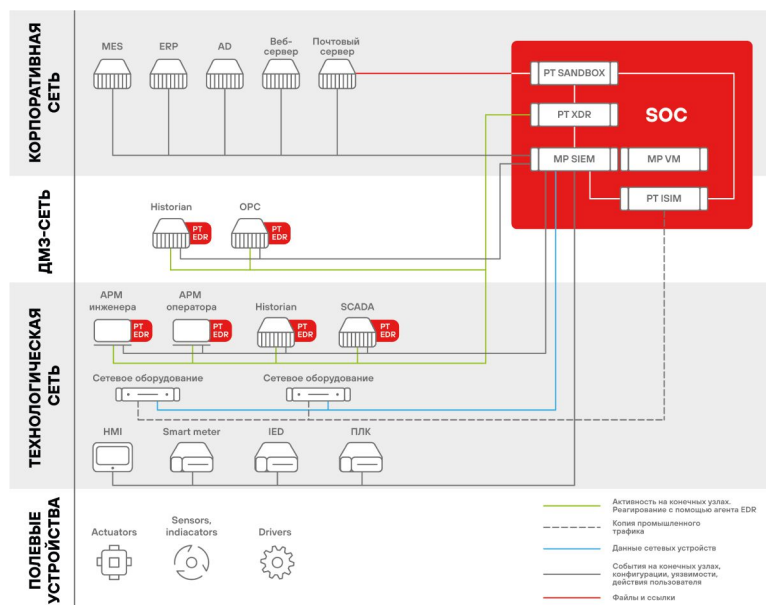 КОРПОРАТИВНАЯ
СЕТЬ
MES
ERP
AD
Веб-
сервер
Почтовый
сервер
PT SANDBOX
PT XDR
SOC
MP SIEM
MP VM
PT ISIM
ДМЗ-СЕТЬ
Historian
PT
EDR
OPC
PT
EDR
ТЕХНОЛОГИЧЕСКАЯ
СЕТЬ
АРМ
инженера
PT
EDR
АРМ
оператора
PT
EDR
Historian
PT
EDR
SCADA
PT
EDR
Сетевое оборудование
Сетевое оборудование
HMI
Smart meter
IED
ПЛК
ПОЛЕВЫЕ
УСТРОЙСТВА
Actuators
Sensors,
indiacators
Drivers
Активность на конечных узлах.
Реагирование с помощью агента EDR
Копия промышленного
трафика
Данные сетевых устройств
События на конечных узлах,
конфигурации, уязвимости,
действия пользователя
Файлы и ссылки